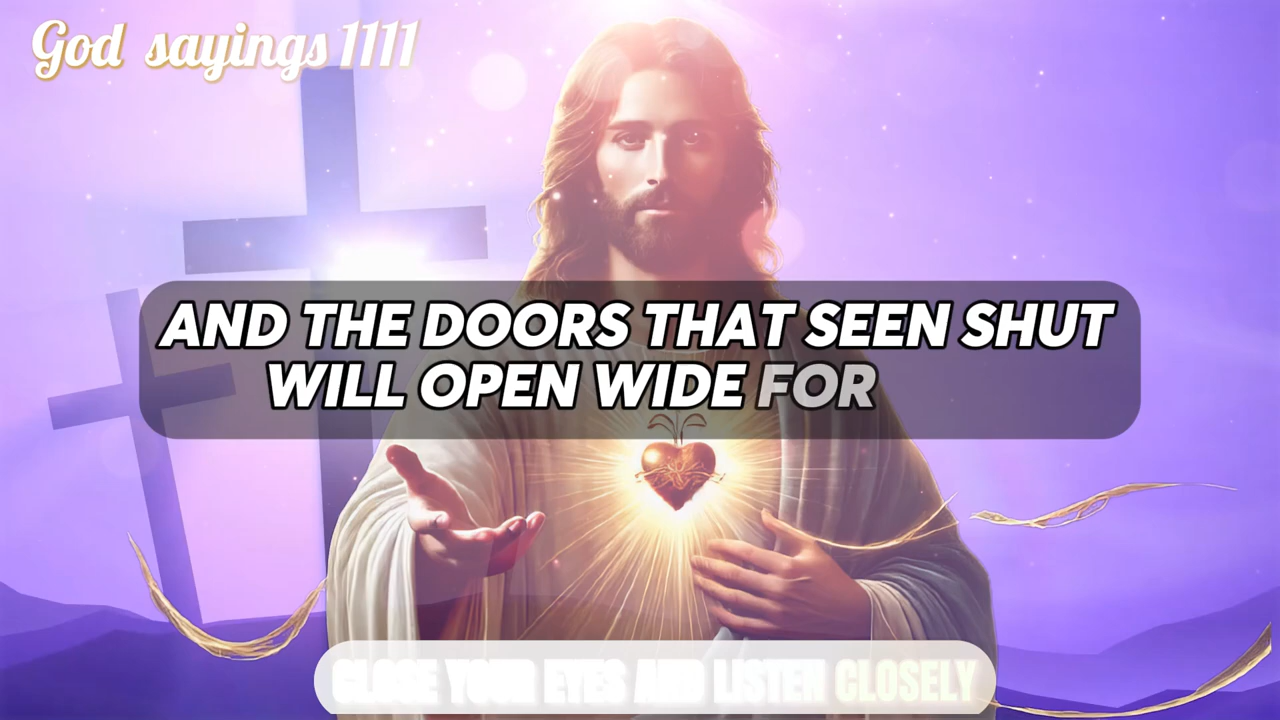 God sayings 1111
AND THE DOORS THAT SEEN SHUT
WILL OPEN WIDE FOR
CLOSE YOUR EYES AND LISTEN CLOSELY